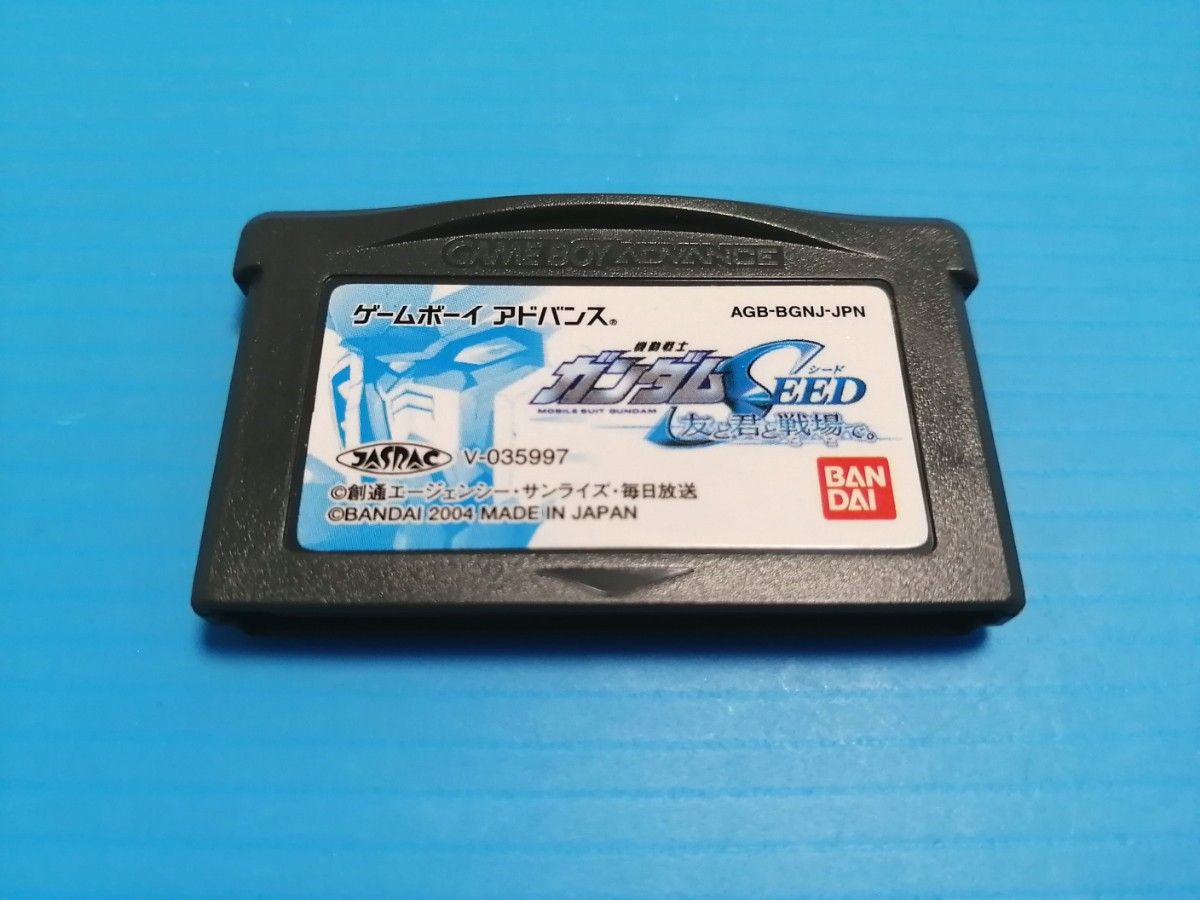 GAME BOY ADVANCE
ゲームボーイ アドバンス®
AGB-BGNJ-JPN
機動戦士
ガンダムSEED
シード
MOBILE SUIT GUNDAM
友と君と戦場で。
JASRAC V-035997
©創通エージェンシー・サンライズ・毎日放送
©BANDAI 2004 MADE IN JAPAN
BAN
DAI